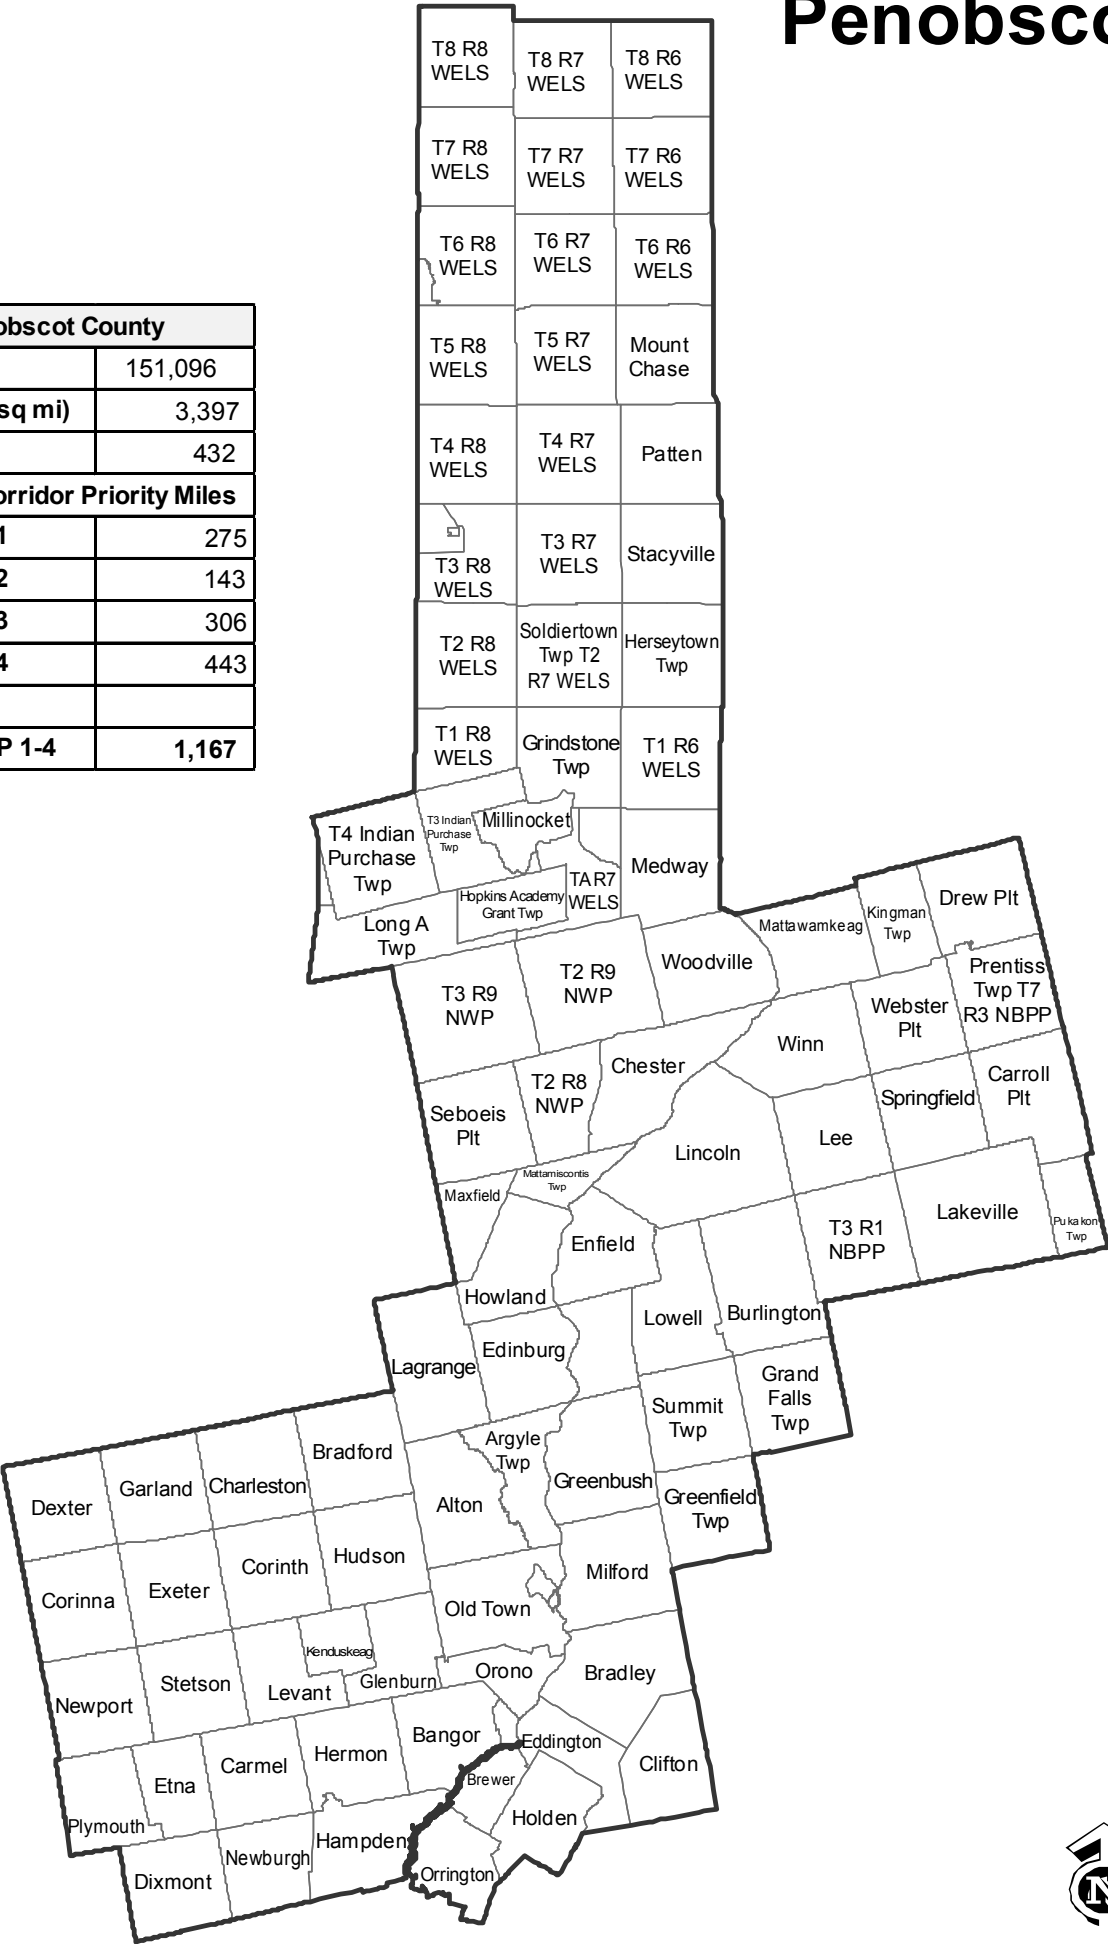 Penobsco
obscot County
151,096
sq mi) 3,397
432
orridor Priority Miles
1 275
2 143
3 306
4 443
P 1-4 1,167
T8 R8
WELS
T8 R7
WELS
T8 R6
WELS
T7 R8
WELS
T7 R7
WELS
T7 R6
WELS
T6 R8
WELS
T6 R7
WELS
T6 R6
WELS
T5 R8
WELS
T5 R7
WELS
Mount
Chase
T4 R8
WELS
T4 R7
WELS
Patten
T3 R8
WELS
T3 R7
WELS
Stacyville
T2 R8
WELS
Soldiertown
Twp T2
R7 WELS
Herseytown
Twp
T1 R8
WELS
Grindstone
Twp
T1 R6
WELS
T4 Indian
Purchase
Twp
T3 Indian
Purchase
Twp
Millinocket
Medway
TAR7
WELS
Hopkins Academy
Grant Twp
Long A
Twp
T3 R9
NWP
T2 R9
NWP
Woodville
Mattawamkeag
Kingman
Twp
Drew Plt
Prentiss
Twp T7
R3 NBPP
Webster
Plt
Winn
Chester
T2 R8
NWP
Seboeis
Plt
Springfield
Carroll
Plt
Lee
Lincoln
Mattamiscontis
Twp
Maxfield
Lakeville
Pukakon
Twp
T3 R1
NBPP
Enfield
Howland
Lowell
Burlington
Edinburg
Lagrange
Grand
Falls
Twp
Summit
Twp
Argyle
Twp
Greenbush
Greenfield
Twp
Bradford
Charleston
Garland
Dexter
Alton
Hudson
Corinth
Exeter
Corinna
Milford
Old Town
Kenduskeag
Glenburn
Orono
Bradley
Levant
Stetson
Newport
Bangor
Eddington
Clifton
Hermon
Carmel
Etna
Brewer
Holden
Plymouth
Hampden
Newburgh
Dixmont
Orrington
N